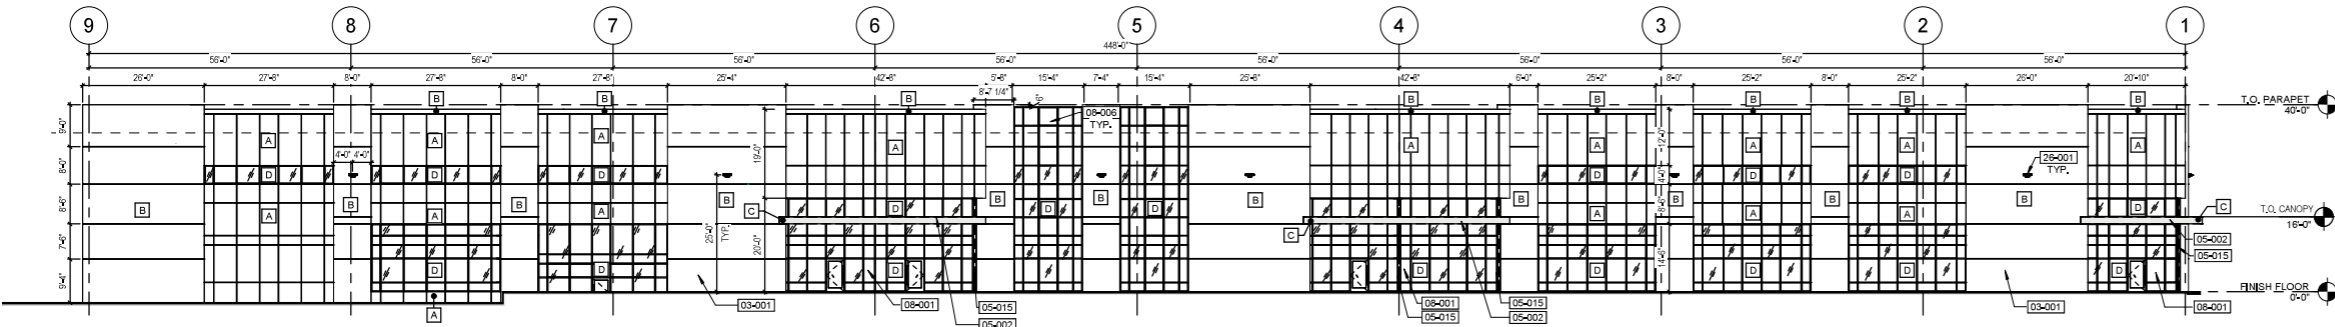 9 8 7 6 5 4 3 2 1
448'-0"
56'-0" 56'-0" 56'-0" 56'-0" 56'-0" 56'-0" 56'-0" 56'-0"
26'-0" 27'-8" 8'-0" 27'-8" 8'-0" 27'-8" 25'-4" 42'-8" 5'-8" 15'-4" 7'-4" 15'-4" 25'-8" 42'-8" 6'-0" 25'-2" 8'-0" 25'-2" 8'-0" 25'-2" 26'-0" 20'-10"
8'-7 1/4"
B B B B B B B B
T.O. PARAPET
40'-0"
08-006
TYP.
9'-0" 12'-0"
A A A A A A A A A
4'-0" 4'-0" 19'-0"
26-001
TYP.
8'-0" D D D D D D 4'-0"
B B B B B B B B B B
8'-6" A A A C D D D C A A A D C 8'-6"
T.O. CANOPY
16'-0"
25'-0" TYP. 20'-0"
05-002
05-015
7'-6" 9'-4" 14'-6"
D D D D D D D D
FINISH FLOOR
0'-0"
A
03-001 08-001 05-015 05-002
08-001 05-015 05-015 05-002
03-001 08-001